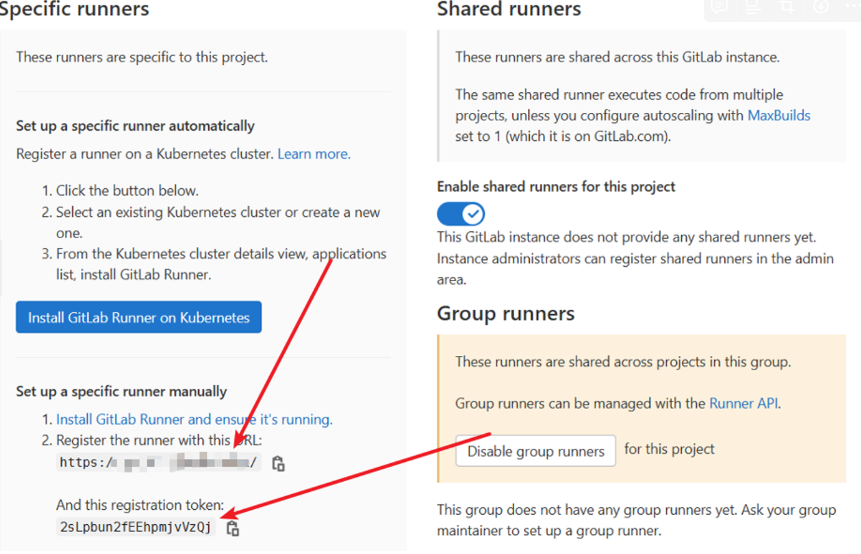 Specific runners
These runners are specific to this project.
Set up a specific runner automatically
Register a runner on a Kubernetes cluster. Learn more.
1. Click the button below.
2. Select an existing Kubernetes cluster or create a new
one.
3. From the Kubernetes cluster details view, applications
list, install GitLab Runner.
Install GitLab Runner on Kubernetes
Set up a specific runner manually
1. Install GitLab Runner and ensure it's running.
2. Register the runner with this URL:
https:/ /
And this registration token:
2sLpbun2fEEhpmjvVzQj
Shared runners
These runners are shared across this GitLab instance.
The same shared runner executes code from multiple
projects, unless you configure autoscaling with MaxBuilds
set to 1 (which it is on GitLab.com).
Enable shared runners for this project
This GitLab instance does not provide any shared runners yet.
Instance administrators can register shared runners in the admin
area.
Group runners
These runners are shared across projects in this group.
Group runners can be managed with the Runner API.
Disable group runners for this project
This group does not have any group runners yet. Ask your group
maintainer to set up a group runner.